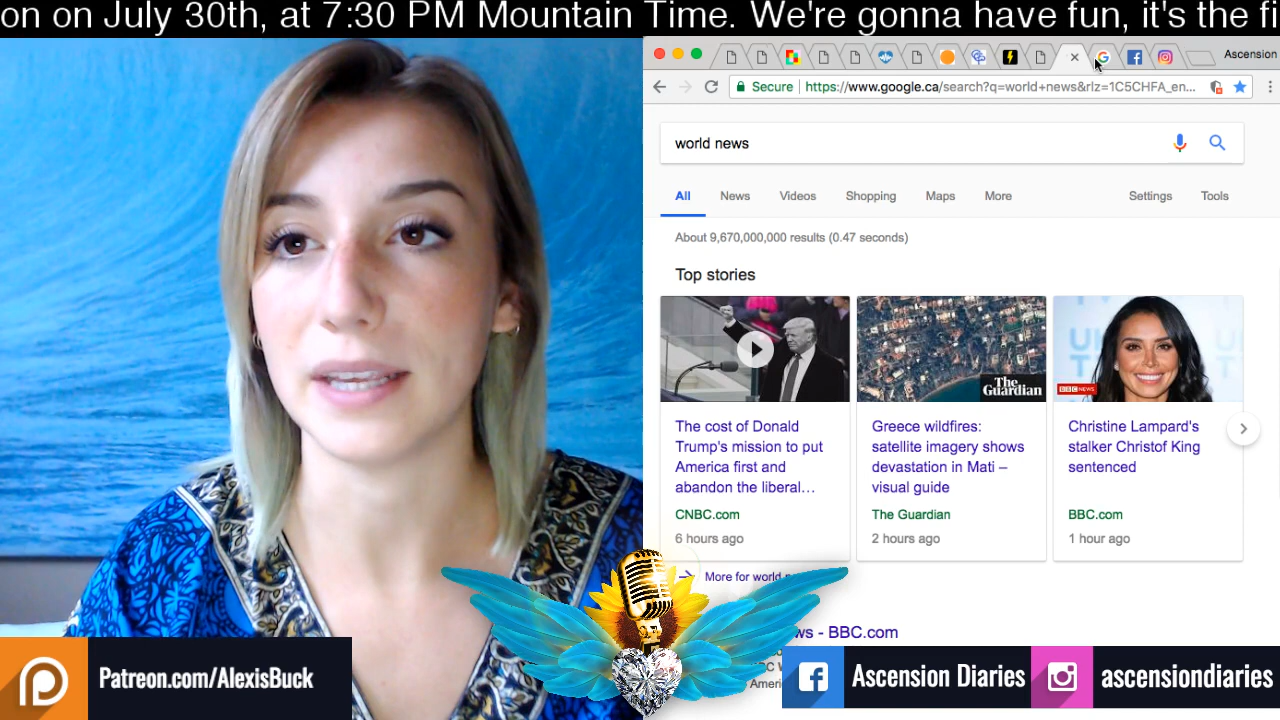 on on July 30th, at 7:30 PM Mountain Time. We're gonna have fun, it's the fi
Ascension
Secure
https://www.google.ca/search?q=world+news&rlz=1C5CHFA_en...
world news
All
News
Videos
Shopping
Maps
More
Settings
Tools
About 9,670,000,000 results (0.47 seconds)
Top stories
The Guardian
BBC NEWS
The cost of Donald
Trump's mission to put
America first and
abandon the liberal...
CNBC.com
6 hours ago
Greece wildfires:
satellite imagery shows
devastation in Mati –
visual guide
The Guardian
2 hours ago
Christine Lampard's
stalker Christof King
sentenced
BBC.com
1 hour ago
More for world
ws - BBC.com
Patreon.com/AlexisBuck
Ascension Diaries
ascensiondiaries